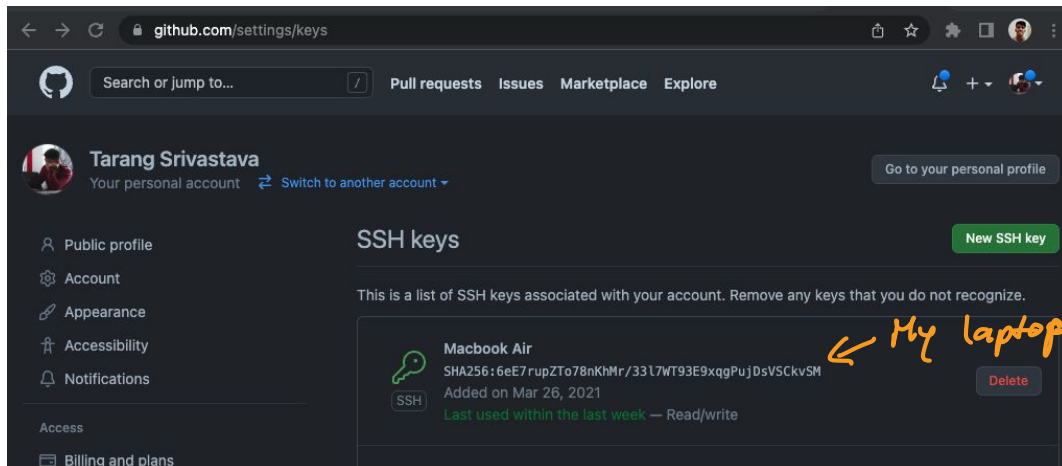 github.com/settings/keys
Search or jump to... / Pull requests Issues Marketplace Explore
Tarang Srivastava
Your personal account Switch to another account
Go to your personal profile
Public profile
Account
Appearance
Accessibility
Notifications
Access
Billing and plans
SSH keys
New SSH key
This is a list of SSH keys associated with your account. Remove any keys that you do not recognize.
Macbook Air
SHA256:6eE7rupZTo78nKhMr/33l7WT93E9xqgPujDsVSCkvSM
SSH
Added on Mar 26, 2021
Last used within the last week — Read/write
My laptop
Delete